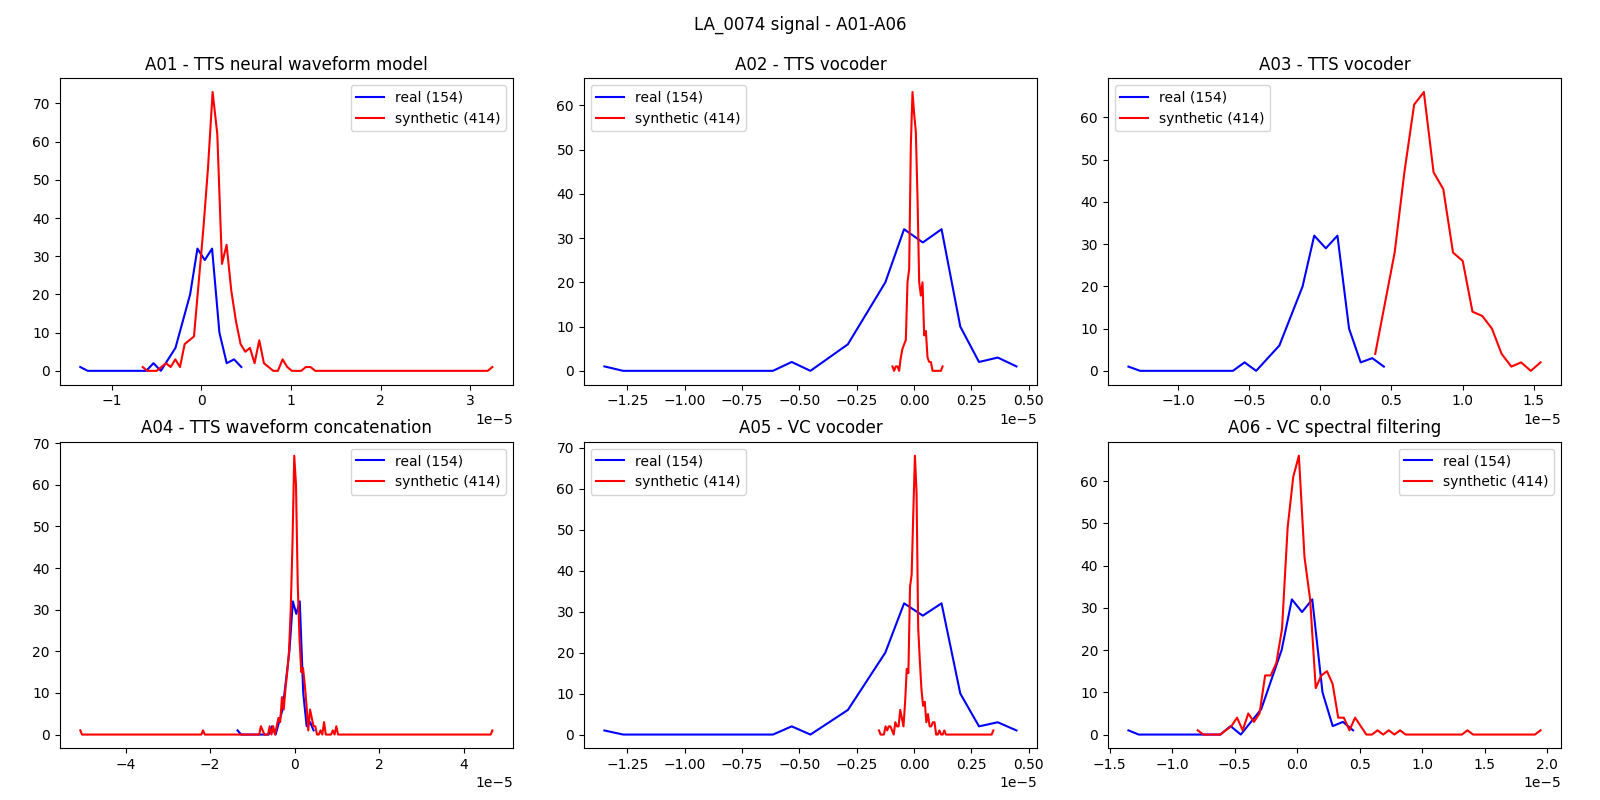 LA_0074 signal - A01-A06
A01 - TTS neural waveform model
real (154)
synthetic (414)
70
60
50
40
30
20
10
0
−1 0 1 2 3
1e−5
A02 - TTS vocoder
real (154)
synthetic (414)
60
50
40
30
20
10
0
−1.25 −1.00 −0.75 −0.50 −0.25 0.00 0.25 0.50
1e−5
A03 - TTS vocoder
real (154)
synthetic (414)
60
50
40
30
20
10
0
−1.0 −0.5 0.0 0.5 1.0 1.5
1e−5
A04 - TTS waveform concatenation
real (154)
synthetic (414)
70
60
50
40
30
20
10
0
−4 −2 0 2 4
1e−5
A05 - VC vocoder
real (154)
synthetic (414)
70
60
50
40
30
20
10
0
−1.25 −1.00 −0.75 −0.50 −0.25 0.00 0.25 0.50
1e−5
A06 - VC spectral filtering
real (154)
synthetic (414)
60
50
40
30
20
10
0
−1.5 −1.0 −0.5 0.0 0.5 1.0 1.5 2.0
1e−5